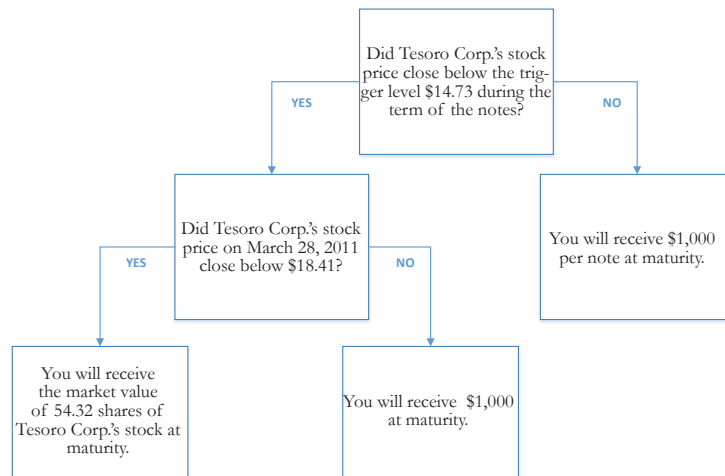 Did Tesoro Corp.'s stock
price close below the trig-
ger level $14.73 during the
term of the notes?
YES
NO
Did Tesoro Corp.'s stock
price on March 28, 2011
close below $18.41?
You will receive $1,000
per note at maturity.
YES
NO
You will receive
the market value
of 54.32 shares of
Tesoro Corp.'s stock at
maturity.
You will receive $1,000
at maturity.